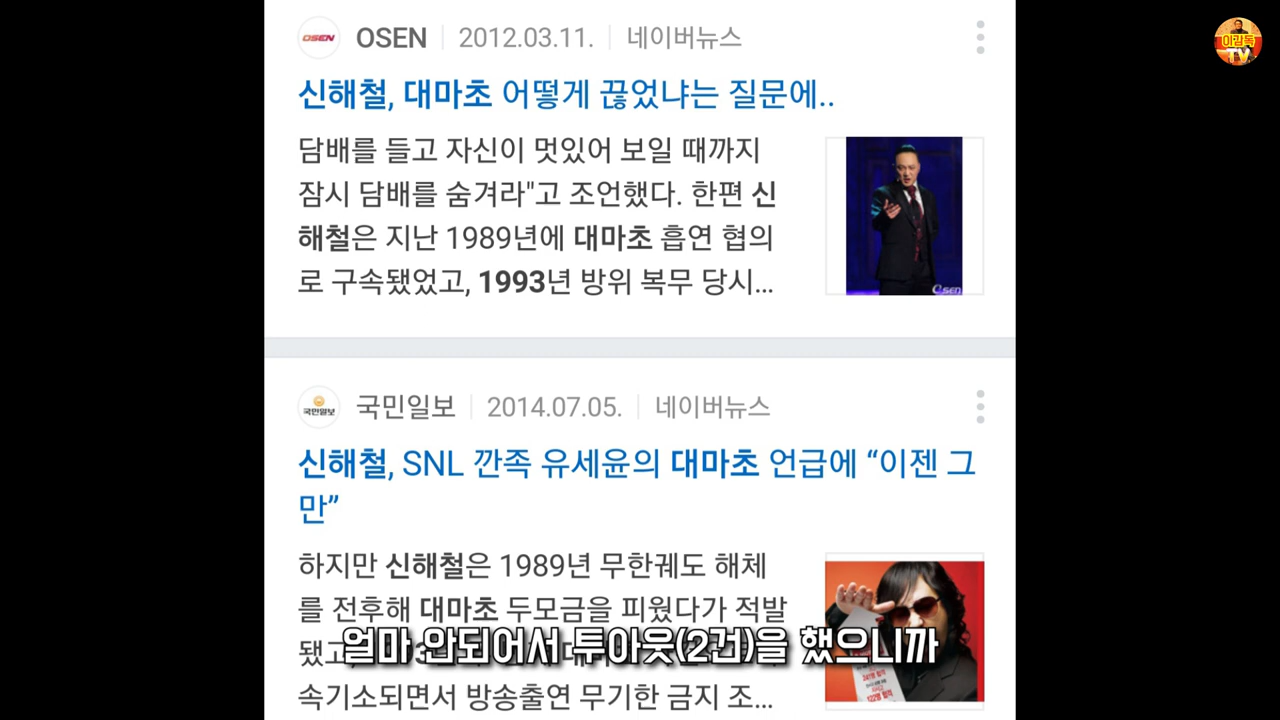 이감독
TV
OSEN
OSEN
2012.03.11.
네이버뉴스
신해철, 대마초 어떻게 끊었냐는 질문에..
담배를 들고 자신이 멋있어 보일 때까지
잠시 담배를 숨겨라"고 조언했다. 한편 신
해철은 지난 1989년에 대마초 흡연 협의
로 구속됐었고, 1993년 방위 복무 당시...
OSEN
국민일보
국민일보
2014.07.05.
네이버뉴스
신해철, SNL 깐족 유세윤의 대마초 언급에 “이젠 그
만”
하지만 신해철은 1989년 무한궤도 해체
를 전후해 대마초 두모금을 피웠다가 적발
됐고,
얼마 안되어서 투아웃(2건)을 했으니까
속기소되면서 방송출연 무기한 금지 조...